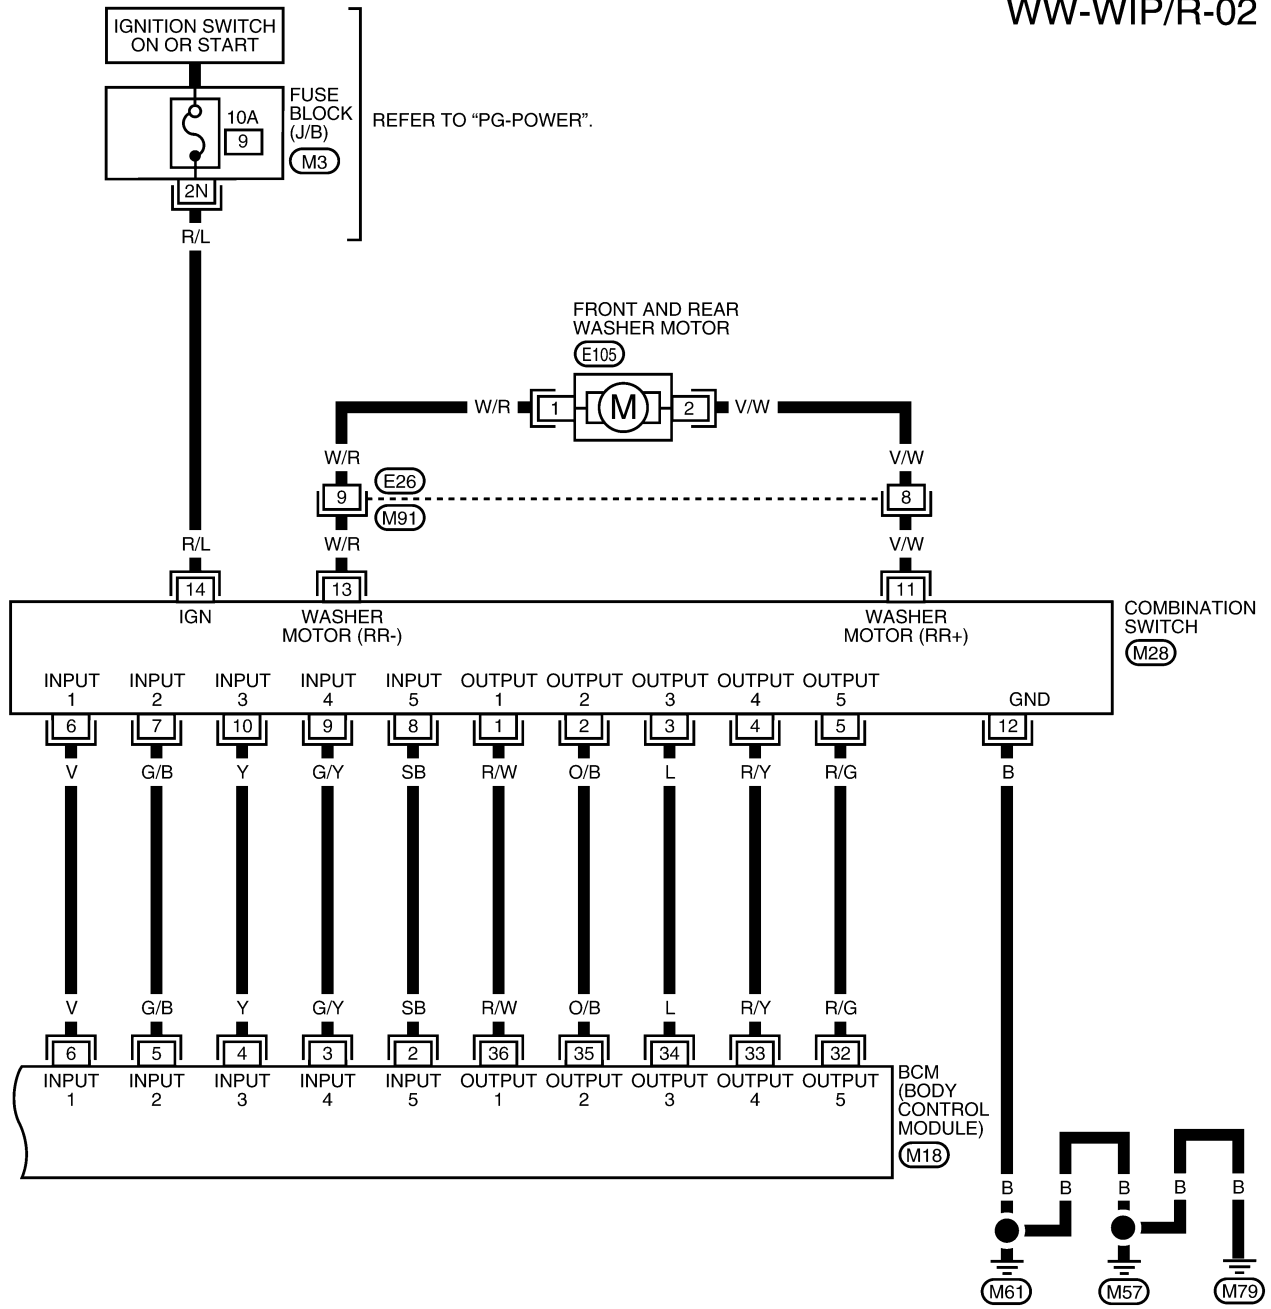 WW-WIP/R-02
IGNITION SWITCH
ON OR START
FUSE
BLOCK
(J/B)
M3
10A
9
2N
REFER TO “PG-POWER”.
R/L
FRONT AND REAR
WASHER MOTOR
E105
W/R 1 M 2 V/W
W/R V/W
E26
9 8
M91
R/L W/R V/W
14 13 11
IGN WASHER WASHER
MOTOR (RR-) MOTOR (RR+)
COMBINATION
SWITCH
M28
INPUT INPUT INPUT INPUT INPUT OUTPUT OUTPUT OUTPUT OUTPUT OUTPUT
1 2 3 4 5 1 2 3 4 5 GND
6 7 10 9 8 1 2 3 4 5 12
V G/B Y G/Y SB R/W O/B L R/Y R/G B
V G/B Y G/Y SB R/W O/B L R/Y R/G
6 5 4 3 2 36 35 34 33 32
INPUT INPUT INPUT INPUT INPUT OUTPUT OUTPUT OUTPUT OUTPUT OUTPUT
1 2 3 4 5 1 2 3 4 5
BCM
(BODY
CONTROL
MODULE)
M18
B B B B B
M61 M57 M79